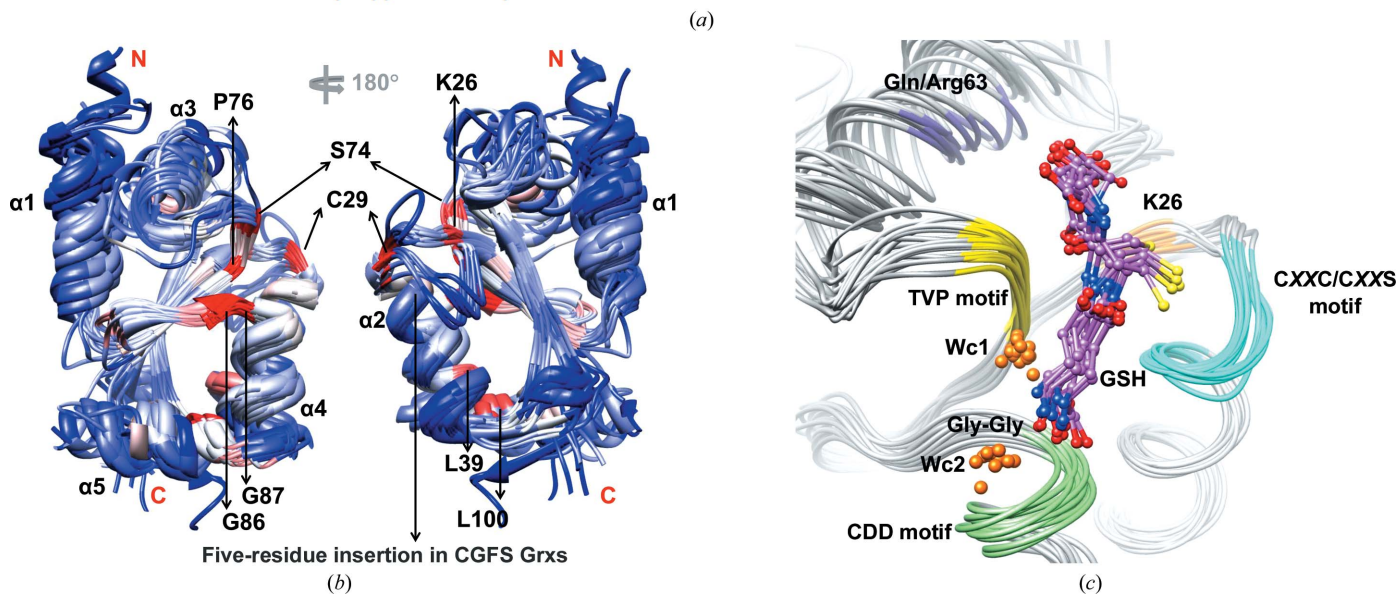 (a)
N
180°
K26
N
Gln/Arg63
P76
α3
S74
K26
α1
C29
α1
CXXC/CXXS
motif
TVP motif
α2
Wc1
GSH
α4
Gly-Gly
L39
Wc2
α5
C
G87
C
G86
L100
CDD motif
Five-residue insertion in CGFS Grxs
(b)
(c)